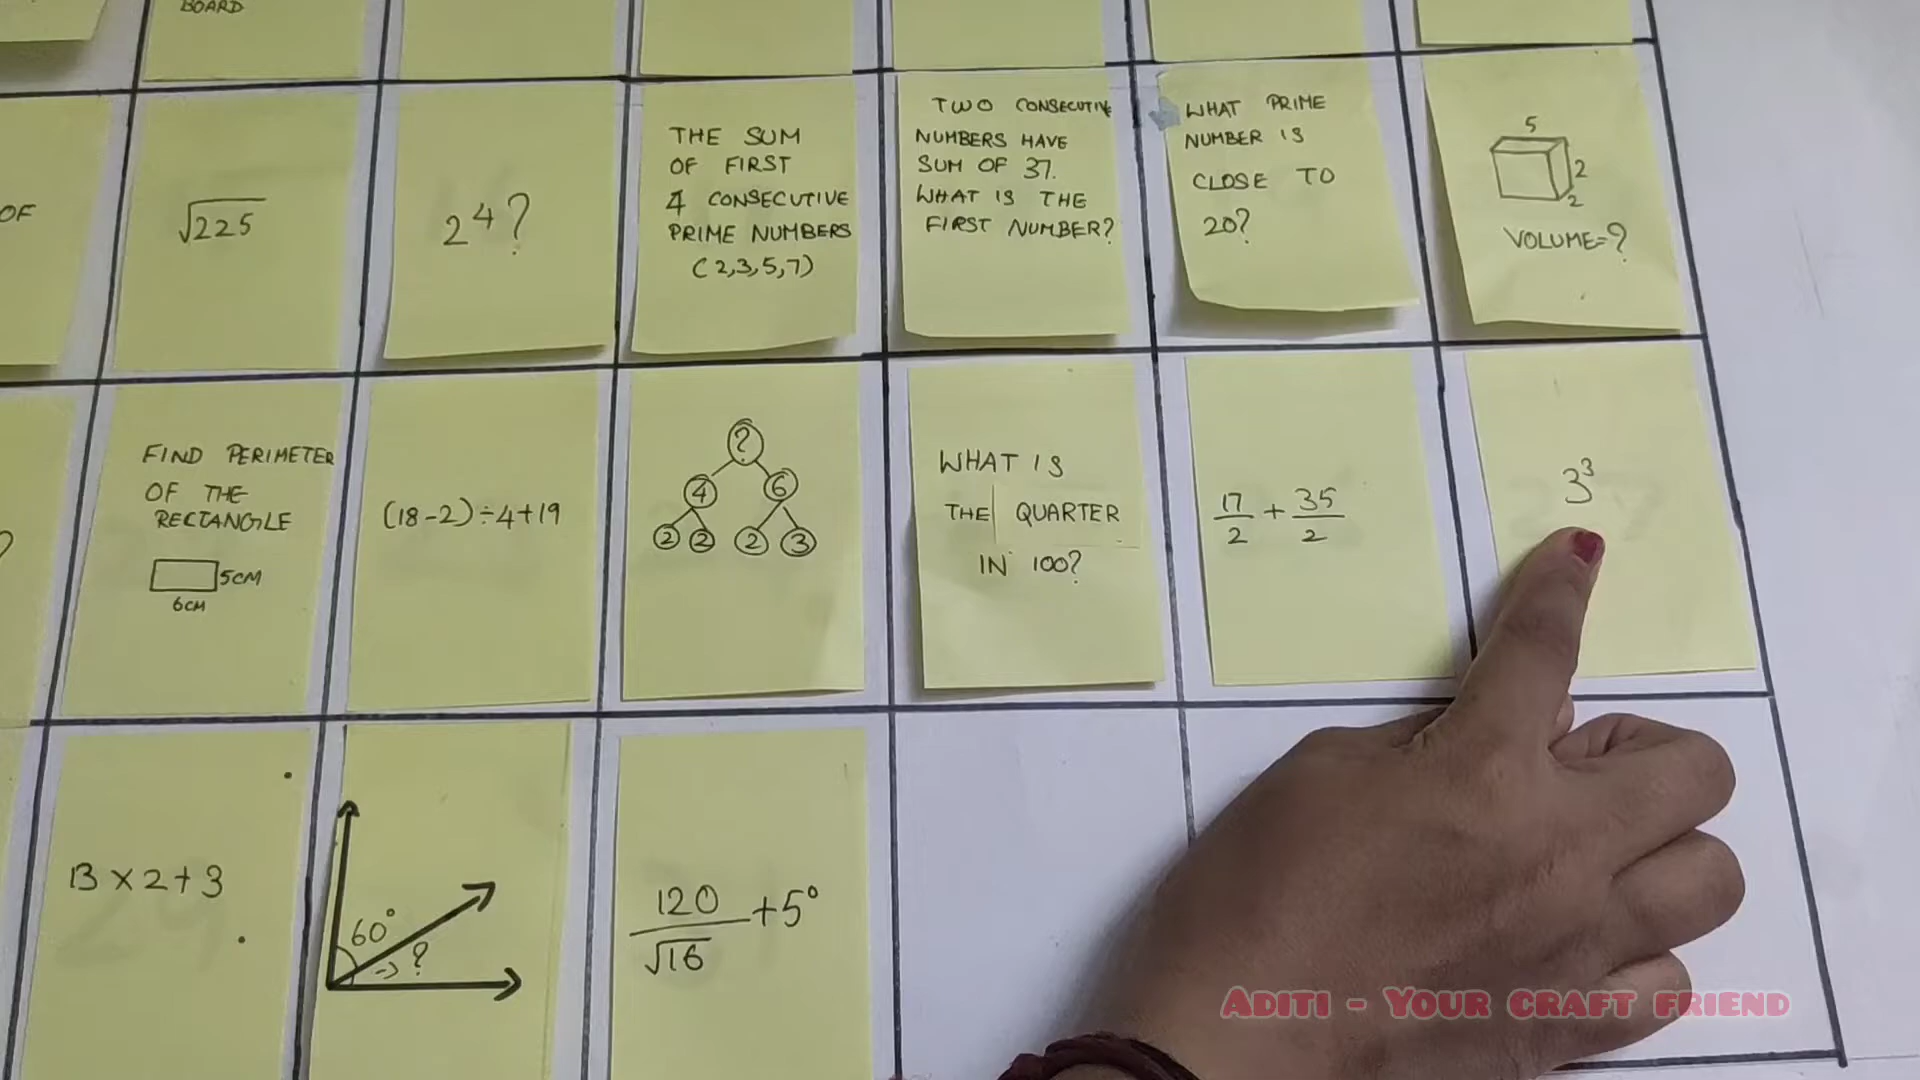 BOARD
OF
√225
2⁴?
THE SUM
OF FIRST
4 CONSECUTIVE
PRIME NUMBERS
(2,3,5,7)
TWO CONSECUTIVE
NUMBERS HAVE
SUM OF 37.
WHAT IS THE
FIRST NUMBER?
WHAT PRIME
NUMBER IS
CLOSE TO
20?
5
2
2
VOLUME=?
?
FIND PERIMETER
OF THE
RECTANGLE
5CM
6CM
(18-2)÷4+19
?
4 6
2 2 2 3
WHAT IS
THE QUARTER
IN 100?
17/2 + 35/2
3³
13×2+3
60°
→ ?
120/√16 +5°
ADITI - YOUR CRAFT FRIEND